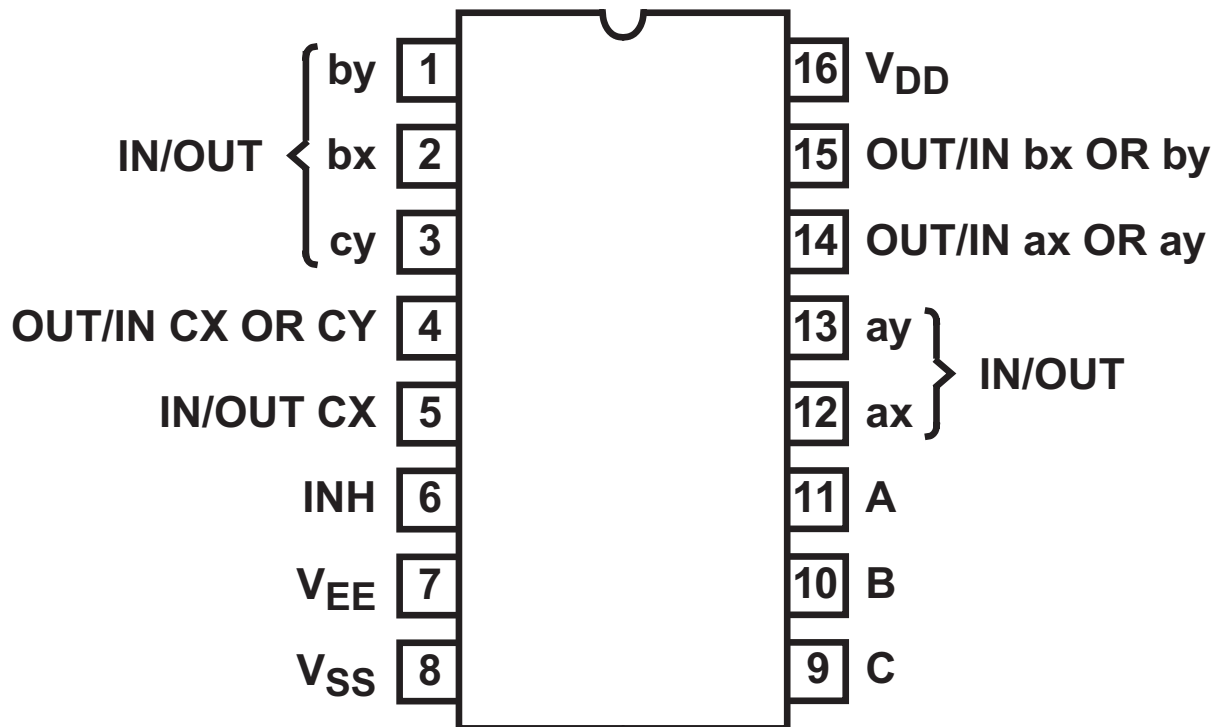 by 1
bx 2
cy 3
IN/OUT
OUT/IN CX OR CY 4
IN/OUT CX 5
INH 6
VEE 7
VSS 8
16 VDD
15 OUT/IN bx OR by
14 OUT/IN ax OR ay
13 ay
12 ax
IN/OUT
11 A
10 B
9 C